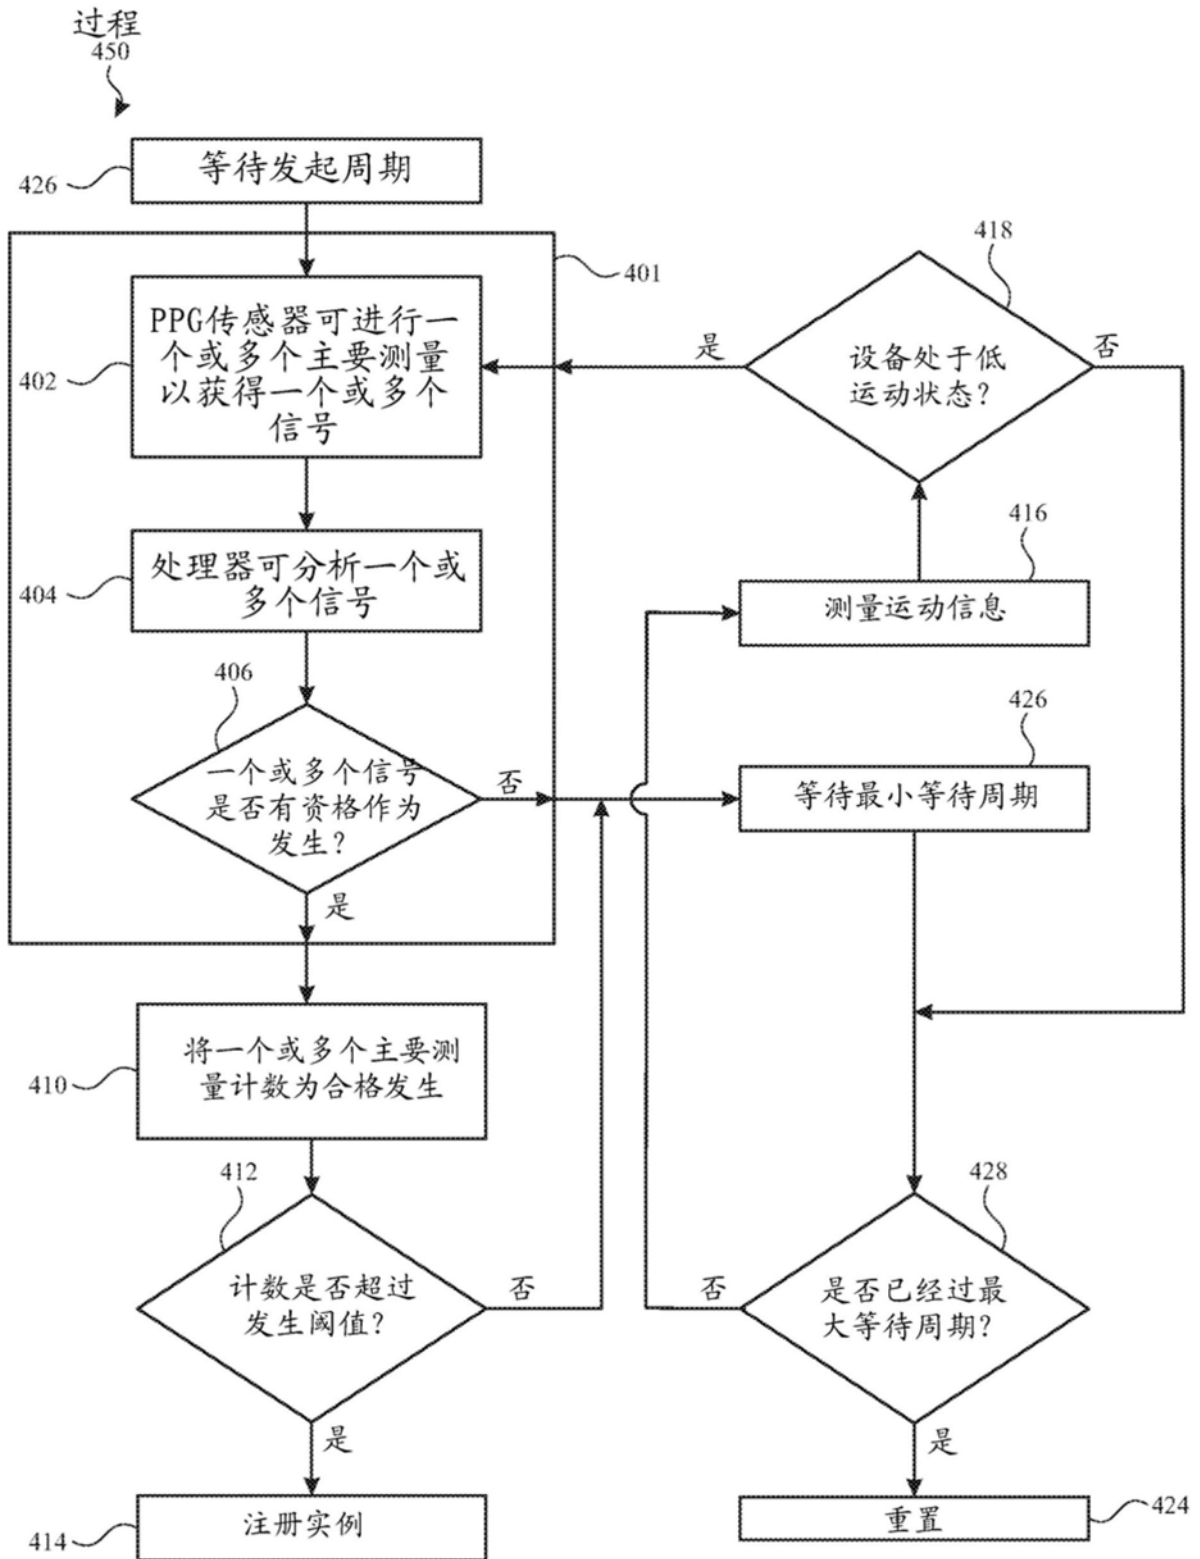 过程
450
等待发起周期
426
401
PPG传感器可进行一
个或多个主要测量
以获得一个或多个
信号
402
处理器可分析一个或
多个信号
404
406
一个或多个信号
是否有资格作为
发生？
否
是
将一个或多个主要测
量计数为合格发生
410
412
计数是否超过
发生阈值？
否
是
注册实例
414
418
设备处于低
运动状态？
是
否
416
测量运动信息
426
等待最小等待周期
428
是否已经过最
大等待周期？
否
是
重置
424